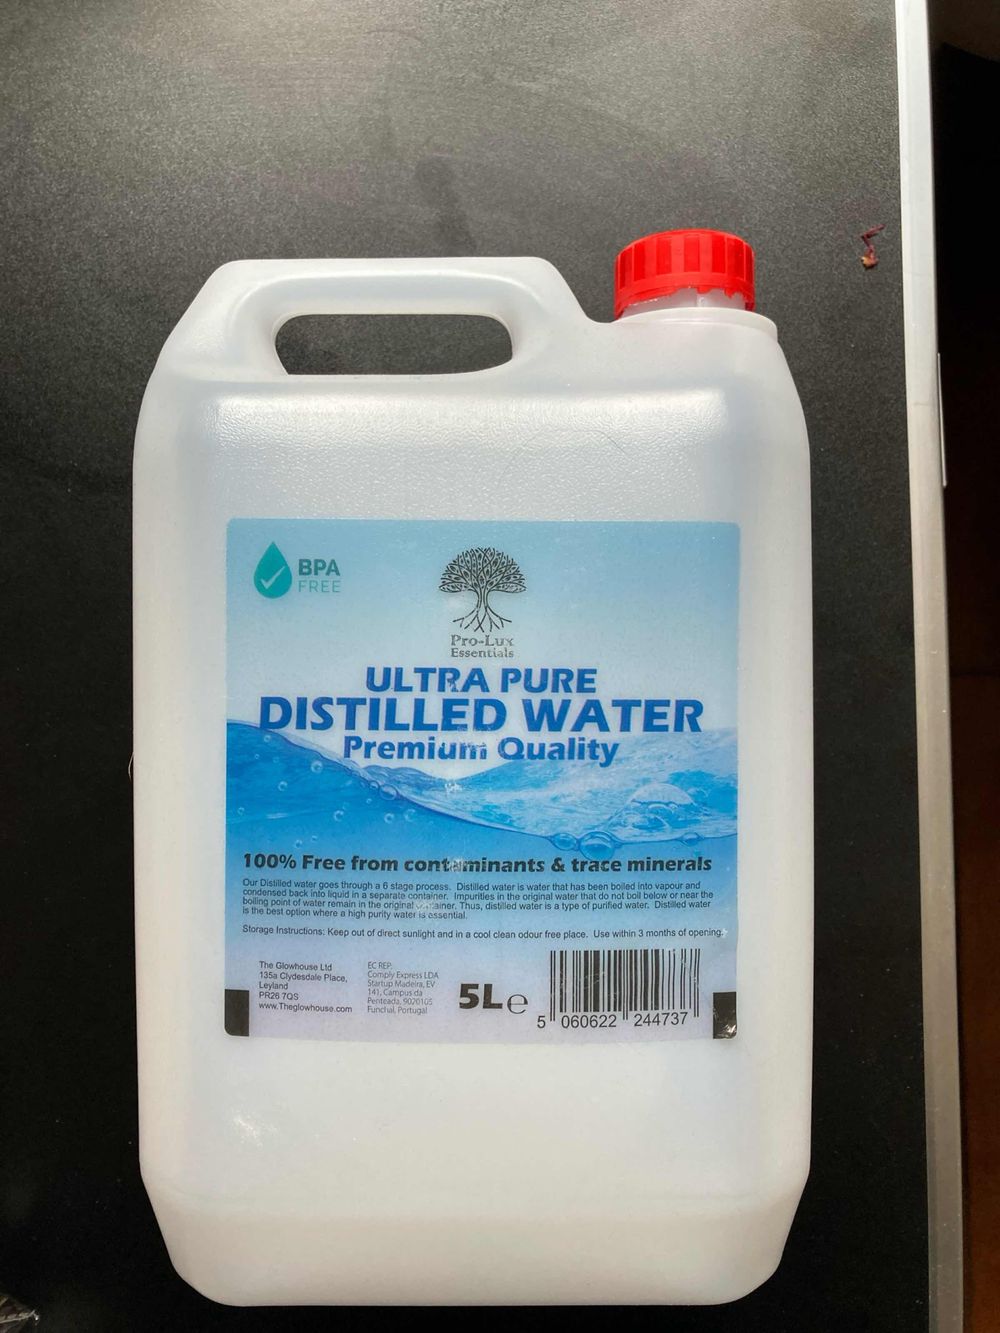 BPA
FREE
Pro-Lux
Essentials
ULTRA PURE
DISTILLED WATER
Premium Quality
100% Free from contaminants & trace minerals
Our Distilled water goes through a 6 stage process. Distilled water is water that has been boiled into vapour and
condensed back into liquid in a separate container. Impurities in the original water that do not boil below or near the
boiling point of water remain in the original container. Thus, distilled water is a type of purified water. Distilled water
is the best option where a high purity water is essential.
Storage Instructions: Keep out of direct sunlight and in a cool clean odour free place. Use within 3 months of opening.
The Glowhouse Ltd
135a Clydesdale Place,
Leyland
PR26 7QS
www.Theglowhouse.com
EC REP.
Comply Express LDA
Startup Madeira, EV
141, Campus da
Penteada, 9020105
Funchal, Portugal
5L℮
5 060622 244737